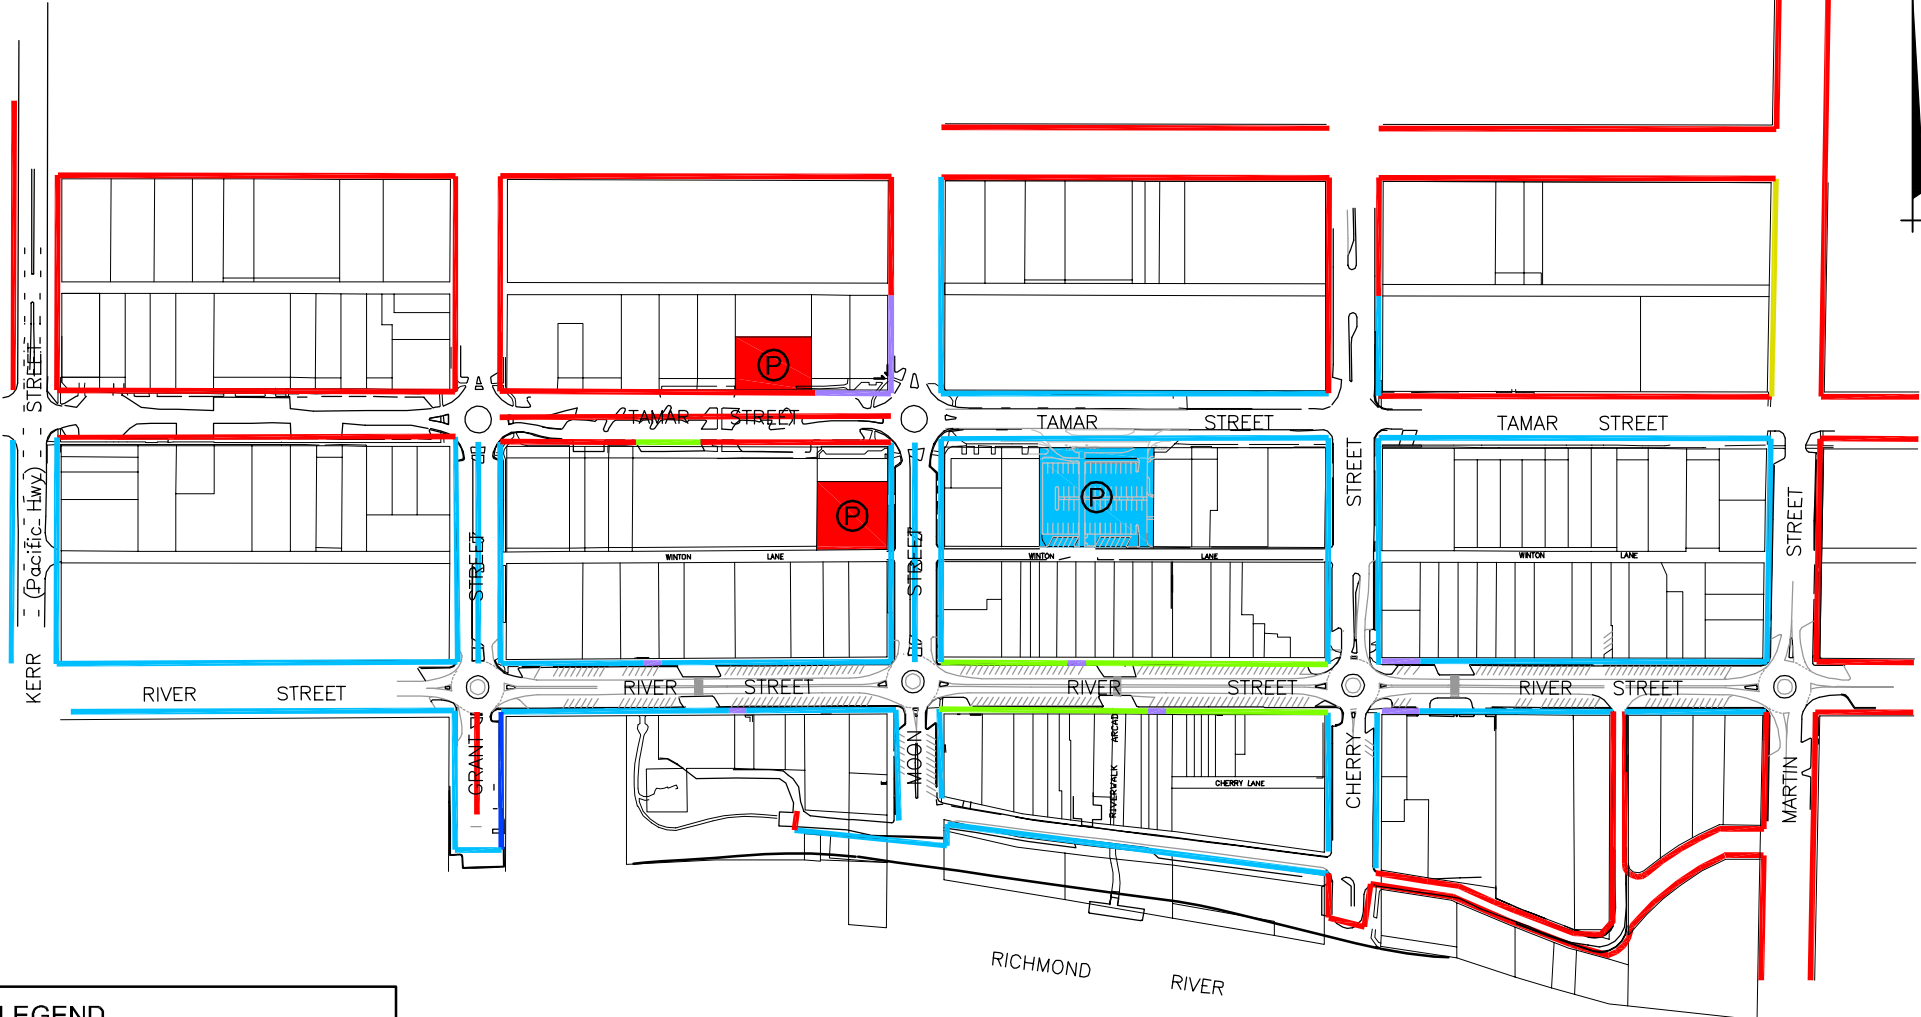 P
STREET
TAMAR STREET
TAMAR STREET
TAMAR STREET
STREET
(Pacific Hwy)
P
P
STREET
STREET
STREET
WINTON LANE
WINTON LANE
WINTON LANE
KERR
RIVER STREET
RIVER STREET
RIVER STREET
RIVER STREET
GRANT
MOON
RIVERWALK ARCAD
CHERRY LANE
CHERRY
MARTIN
RICHMOND RIVER
LEGEND